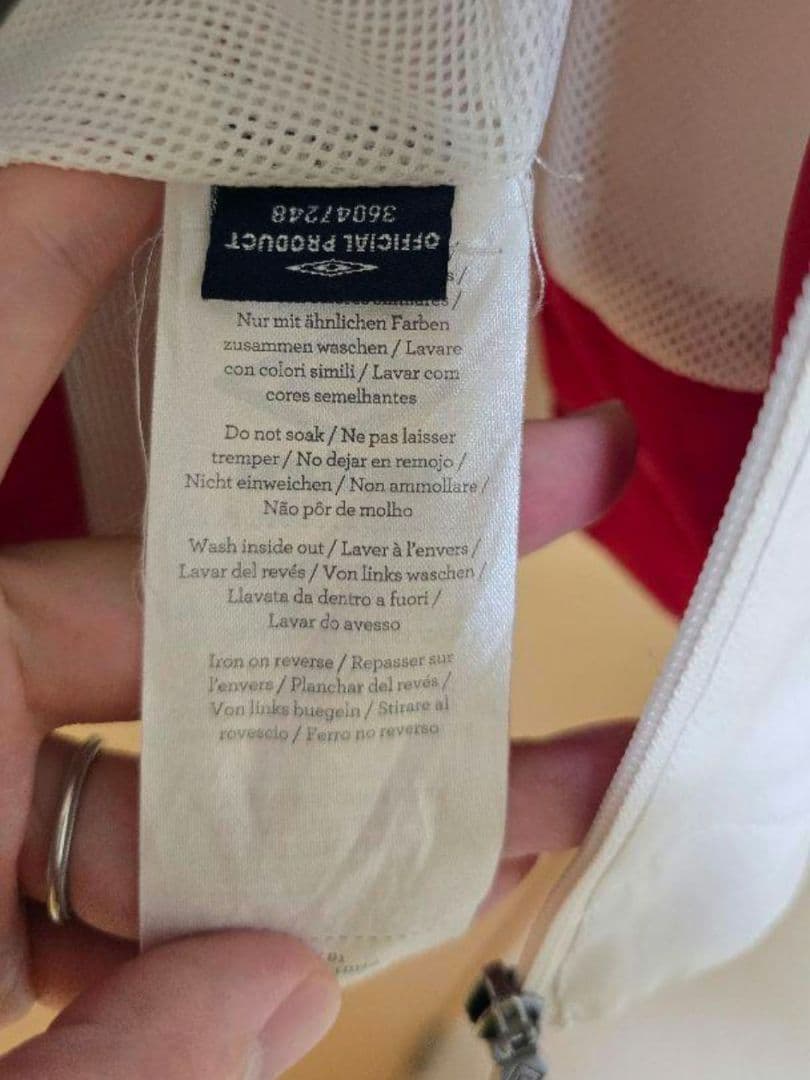 OFFICIAL PRODUCT
36047248
Nur mit ähnlichen Farben
zusammen waschen / Lavare
con colori simili / Lavar com
cores semelhantes
Do not soak / Ne pas laisser
tremper / No dejar en remojo /
Nicht einweichen / Non ammollare /
Não pôr de molho
Wash inside out / Laver à l'envers /
Lavar del revés / Von links waschen /
Llavata da dentro a fuori /
Lavar do avesso
Iron on reverse / Repasser sur
l'envers / Planchar del revés /
Von links buegeln / Stirare al
rovescio / Ferro no reverso